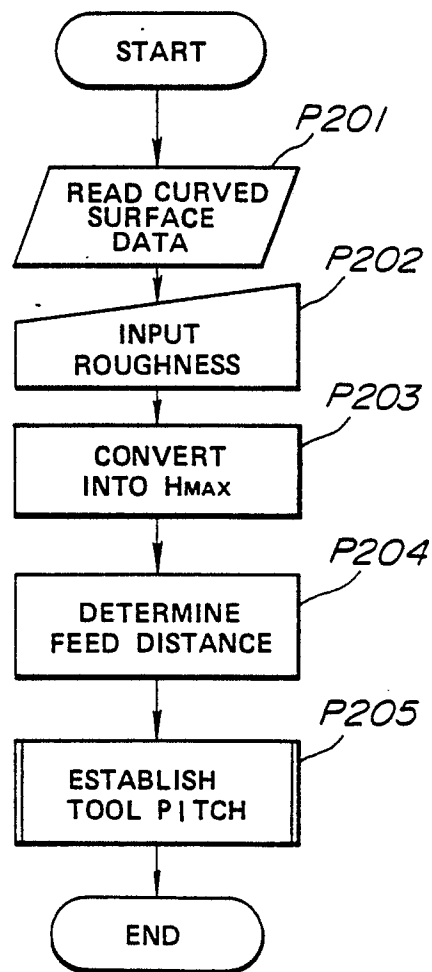 START
P201
READ CURVED
SURFACE
DATA
P202
INPUT
ROUGHNESS
P203
CONVERT
INTO HMAX
P204
DETERMINE
FEED DISTANCE
P205
ESTABLISH
TOOL PITCH
END